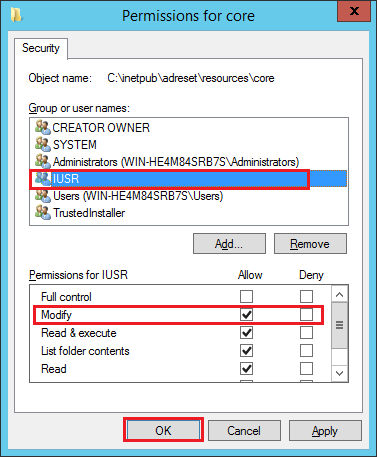 Permissions for core
Security
Object name: C:\inetpub\adreset\resources\core
Group or user names:
CREATOR OWNER
SYSTEM
Administrators (WIN-HE4M84SRB7S\Administrators)
IUSR
Users (WIN-HE4M84SRB7S\Users)
TrustedInstaller
Add... Remove
Permissions for IUSR Allow Deny
Full control
Modify
Read & execute
List folder contents
Read
OK Cancel Apply